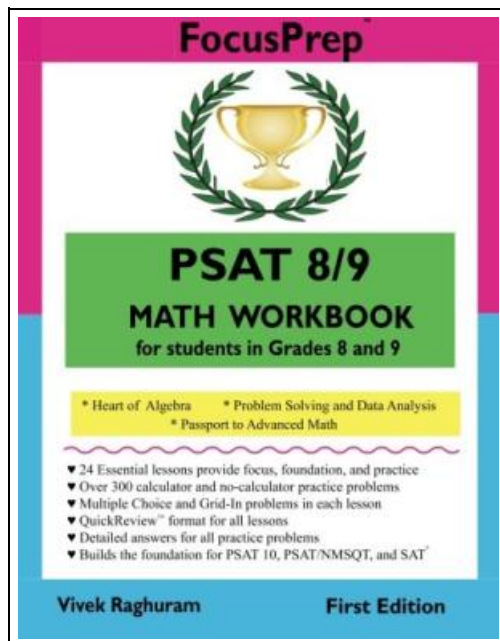 FocusPrep™
PSAT 8/9
MATH WORKBOOK
for students in Grades 8 and 9
* Heart of Algebra * Problem Solving and Data Analysis
* Passport to Advanced Math
♥ 24 Essential lessons provide focus, foundation, and practice
♥ Over 300 calculator and no-calculator practice problems
♥ Multiple Choice and Grid-In problems in each lesson
♥ QuickReview™ format for all lessons
♥ Detailed answers for all practice problems
♥ Builds the foundation for PSAT 10, PSAT/NMSQT, and SAT*
Vivek Raghuram First Edition